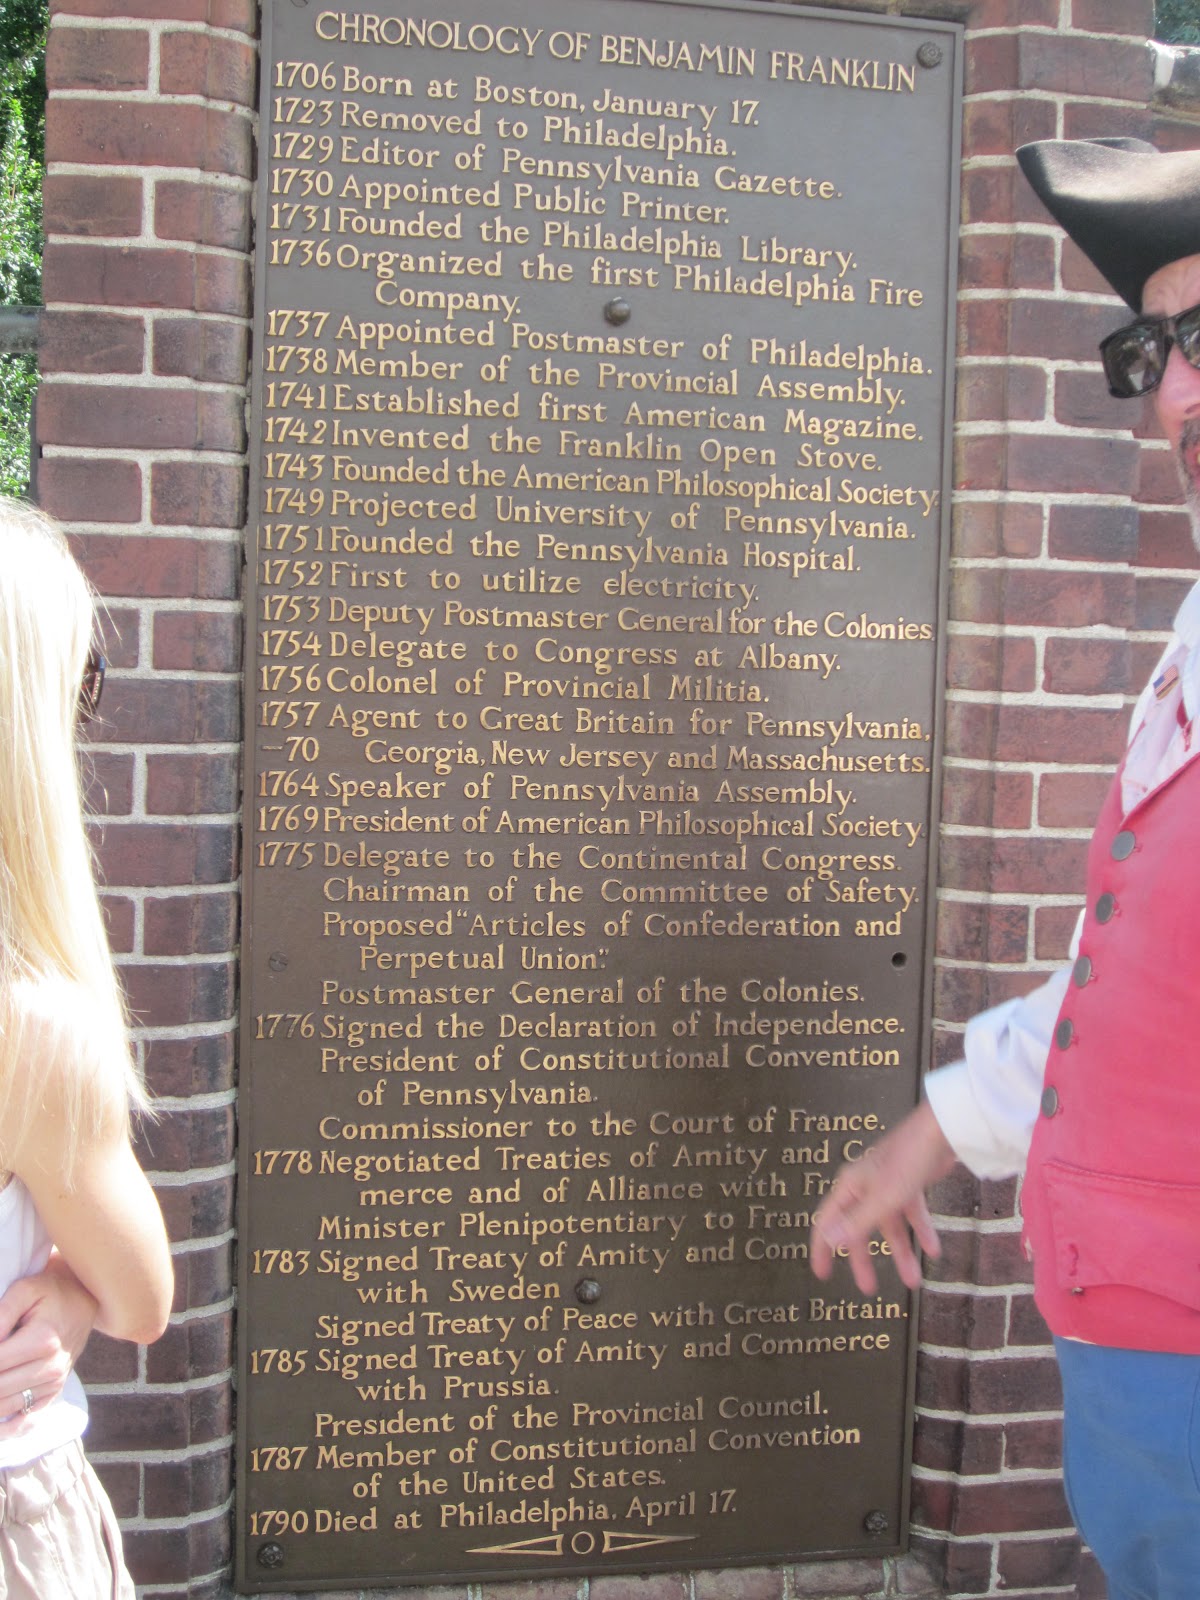 CHRONOLOGY OF BENJAMIN FRANKLIN
1706 Born at Boston, January 17.
1723 Removed to Philadelphia.
1729 Editor of Pennsylvania Gazette.
1730 Appointed Public Printer.
1731 Founded the Philadelphia Library.
1736 Organized the first Philadelphia Fire
Company.
1737 Appointed Postmaster of Philadelphia.
1738 Member of the Provincial Assembly.
1741 Established first American Magazine.
1742 Invented the Franklin Open Stove.
1743 Founded the American Philosophical Society.
1749 Projected University of Pennsylvania.
1751 Founded the Pennsylvania Hospital.
1752 First to utilize electricity.
1753 Deputy Postmaster General for the Colonies.
1754 Delegate to Congress at Albany.
1756 Colonel of Provincial Militia.
1757 Agent to Great Britain for Pennsylvania,
-70 Georgia, New Jersey and Massachusetts.
1764 Speaker of Pennsylvania Assembly.
1769 President of American Philosophical Society.
1775 Delegate to the Continental Congress.
Chairman of the Committee of Safety.
Proposed "Articles of Confederation and
Perpetual Union".
Postmaster General of the Colonies.
1776 Signed the Declaration of Independence.
President of Constitutional Convention
of Pennsylvania.
Commissioner to the Court of France.
1778 Negotiated Treaties of Amity and
merce and of Alliance with
Minister Plenipotentiary to
1783 Signed Treaty of Amity and
with Sweden
Signed Treaty of Peace with Great Britain.
1785 Signed Treaty of Amity and Commerce
with Prussia.
President of the Provincial Council.
1787 Member of Constitutional Convention
of the United States.
1790 Died at Philadelphia, April 17.